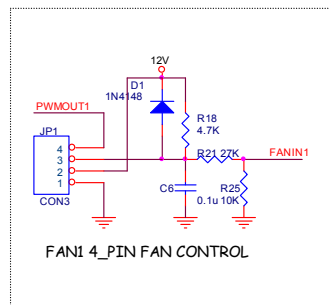 12V
D1
1N4148
PWMOUT1
R18
4.7K
JP1
4
3
2
1
R21 27K
FANIN1
C6
0.1u
R25
10K
CON3
FAN1 4_PIN FAN CONTROL